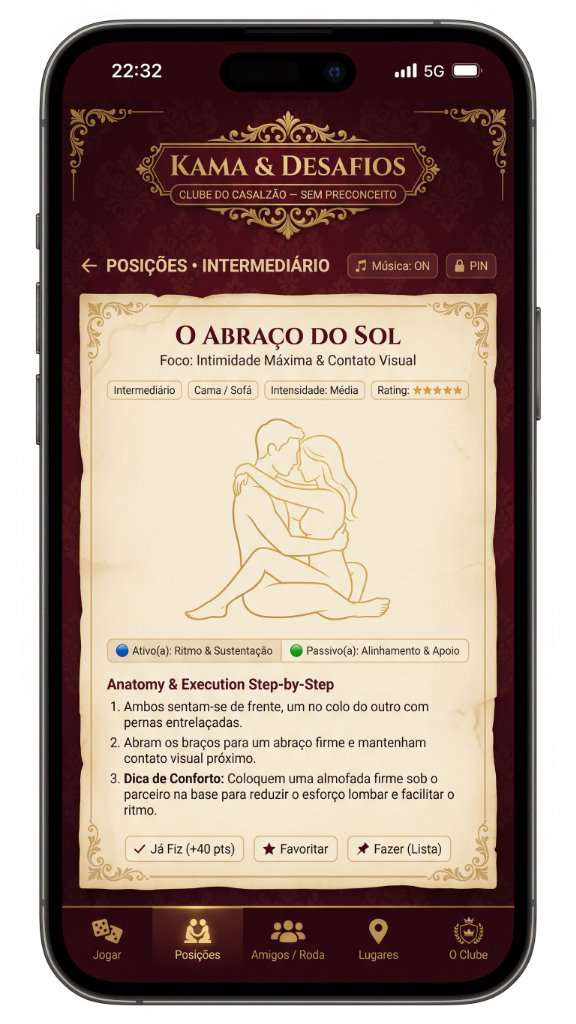 22:32
5G
KAMA & DESAFIOS
CLUBE DO CASALZÃO – SEM PRECONCEITO
← POSIÇÕES • INTERMEDIÁRIO
Música: ON
PIN
O ABRAÇO DO SOL
Foco: Intimidade Máxima & Contato Visual
Intermediário
Cama / Sofá
Intensidade: Média
Rating: ★★★★★
Ativo(a): Ritmo & Sustentação
Passivo(a): Alinhamento & Apoio
Anatomy & Execution Step-by-Step
1. Ambos sentam-se de frente, um no colo do outro com
pernas entrelaçadas.
2. Abram os braços para um abraço firme e mantenham
contato visual próximo.
3. Dica de Conforto: Coloquem uma almofada firme sob o
parceiro na base para reduzir o esforço lombar e facilitar o
ritmo.
✓ Já Fiz (+40 pts)
★ Favoritar
Fazer (Lista)
Jogar
Posições
Amigos / Roda
Lugares
O Clube